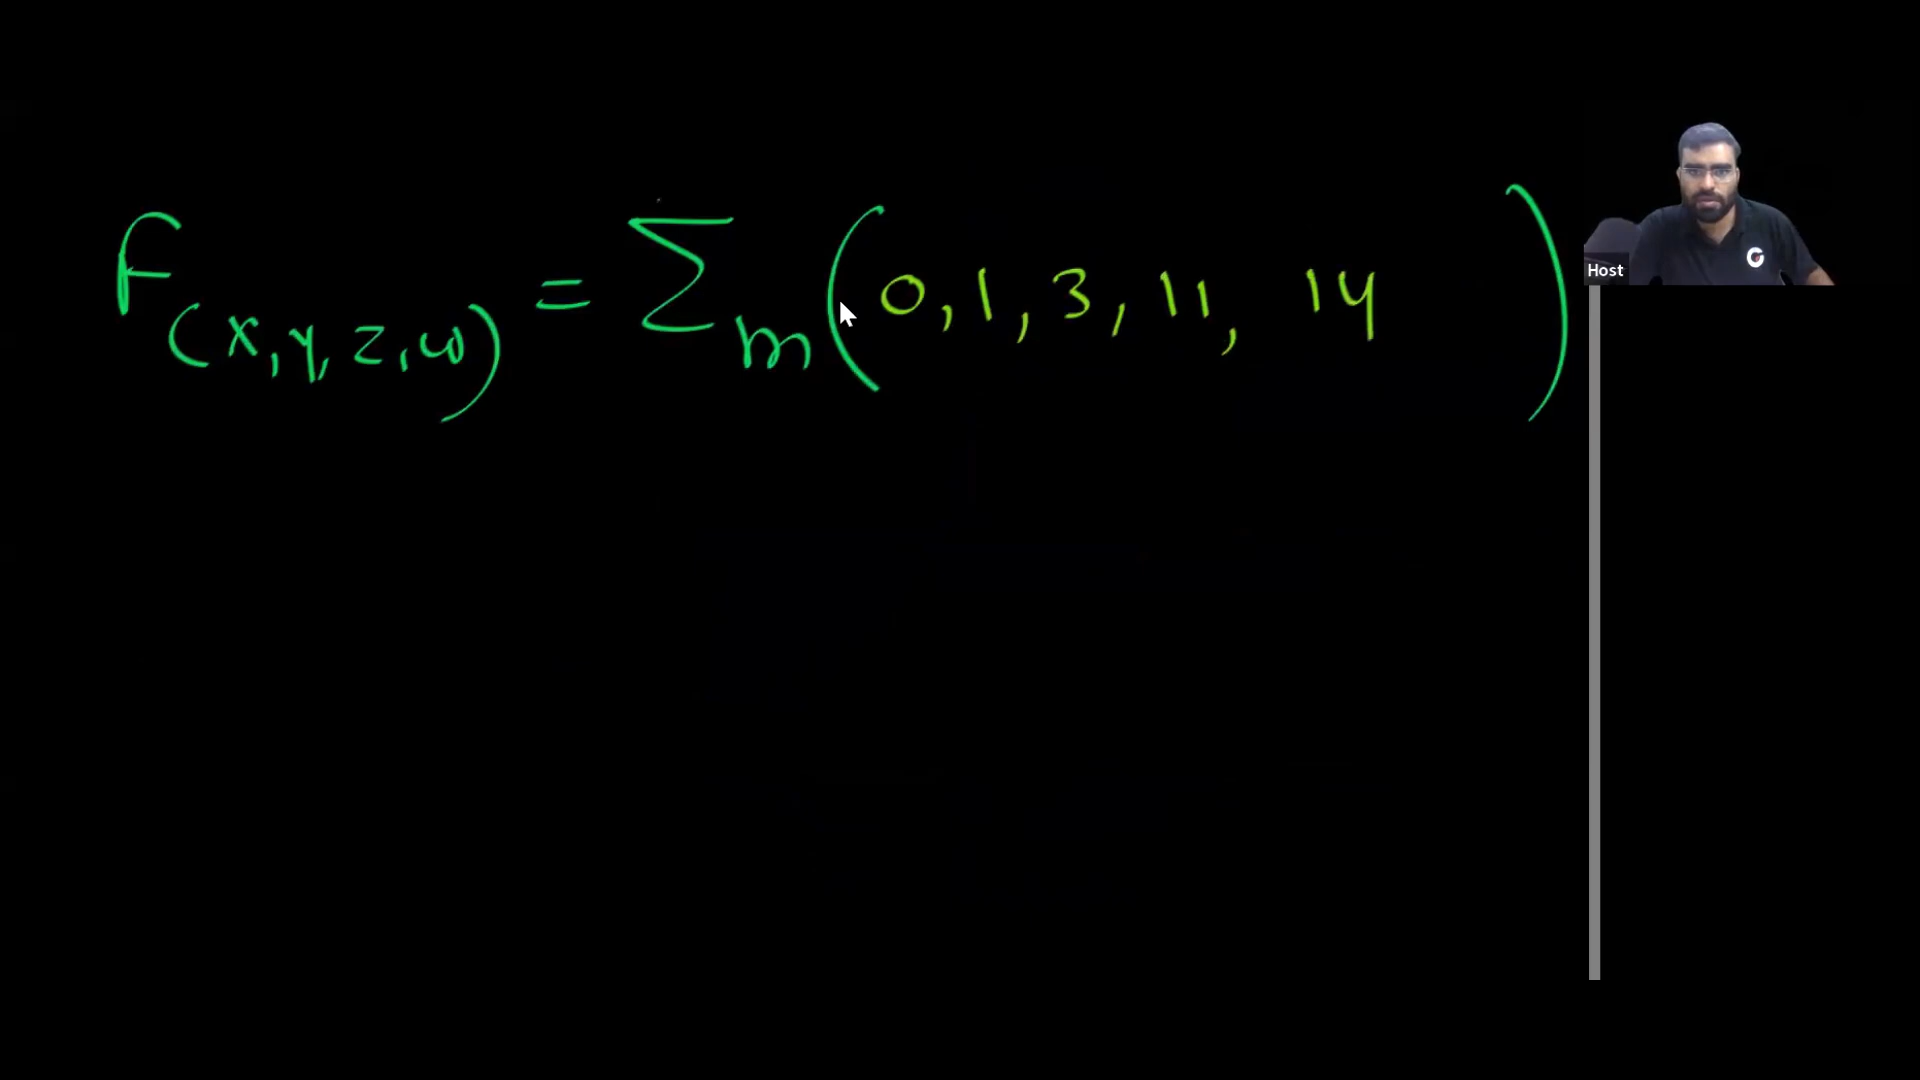 F(x,y,z,w) = Σm(0,1,3,11,14)
Host